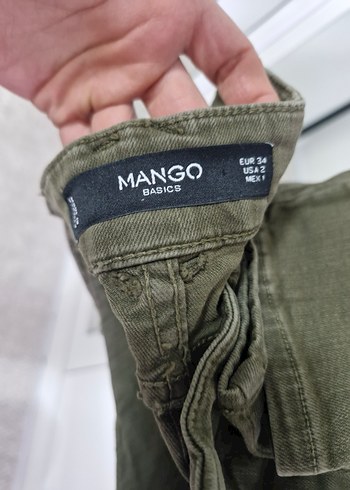 MANGO
BASICS
EUR 34
USA 2
MEX 1